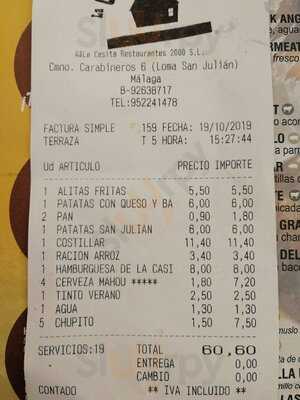 La C
A&Le Casita Restaurantes 2000 S.L.
Cmno. Carabineros 6 (Loma San Julián)
Málaga
B-92638717
TEL:952241478
FACTURA SIMPLE 159 FECHA: 19/10/2019
TERRAZA T 5 HORA: 15:27:44
Ud ARTICULO PRECIO IMPORTE
1 ALITAS FRITAS 5,50 5,50
1 PATATAS CON QUESO Y BA 6,00 6,00
2 PAN 0,90 1,80
1 PATATAS SAN JULIAN 6,00 6,00
1 COSTILLAR 11,40 11,40
1 RACION ARROZ 3,40 3,40
1 HAMBURGUESA DE LA CASI 8,00 8,00
4 CERVEZA MAHOU ***** 1,80 7,20
1 TINTO VERANO 2,50 2,50
1 AGUA 1,30 1,30
5 CHUPITO 1,50 7,50
SERVICIOS:19 TOTAL 60,60
ENTREGA 0,00
CAMBIO 0,00
CONTADO ** IVA INCLUIDO **